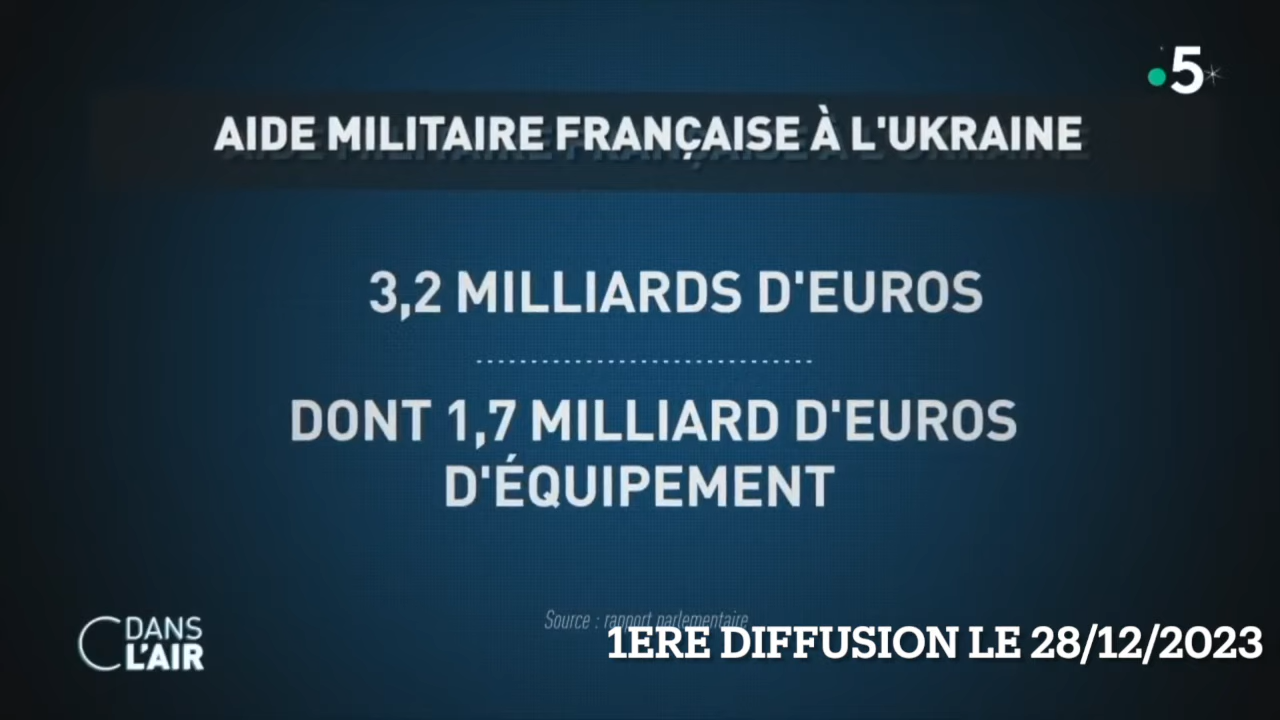 5
AIDE MILITAIRE FRANÇAISE À L'UKRAINE
3,2 MILLIARDS D'EUROS
DONT 1,7 MILLIARD D'EUROS
D'ÉQUIPEMENT
Source : rapport parlementaire
C DANS
L'AIR
1ERE DIFFUSION LE 28/12/2023